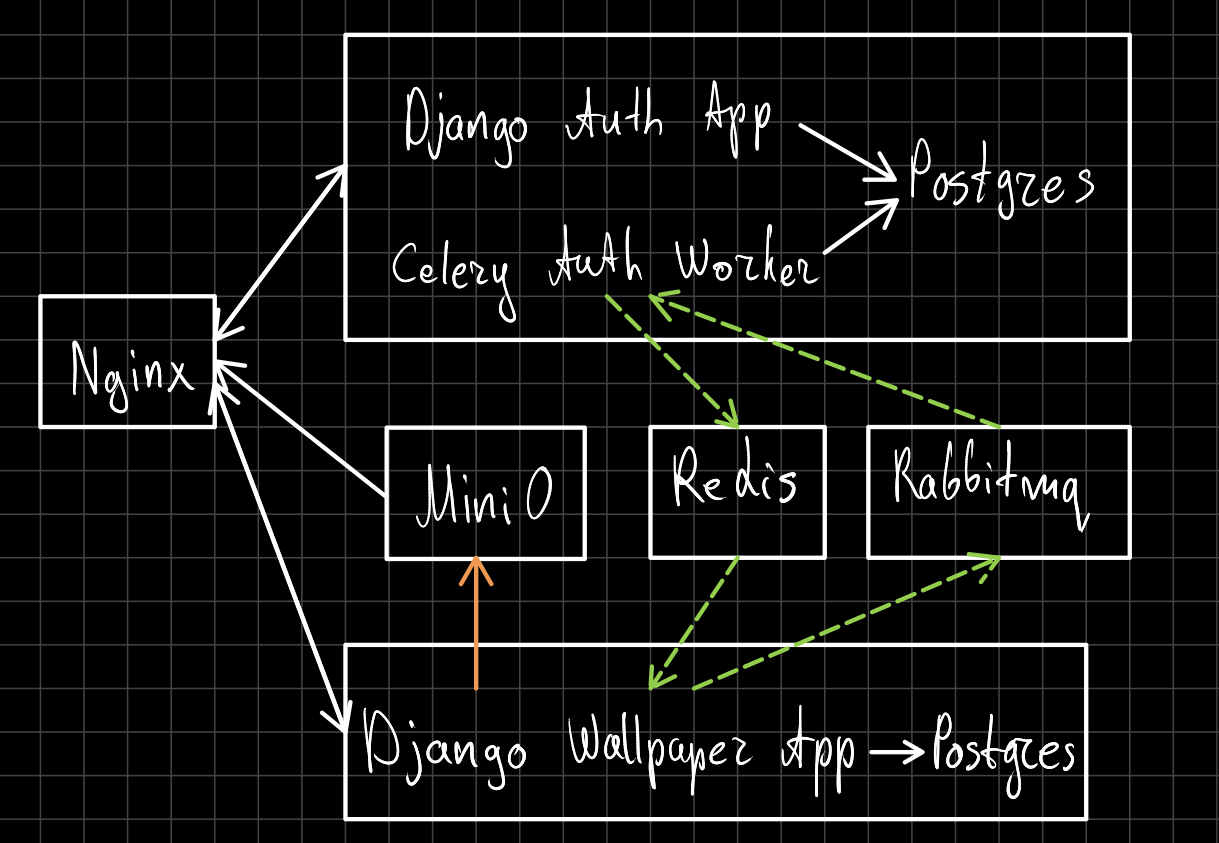 Django Auth App
Postgres
Celery Auth Worker
Nginx
MiniO
Redis
Rabbitmq
Django Wallpaper App
Postgres